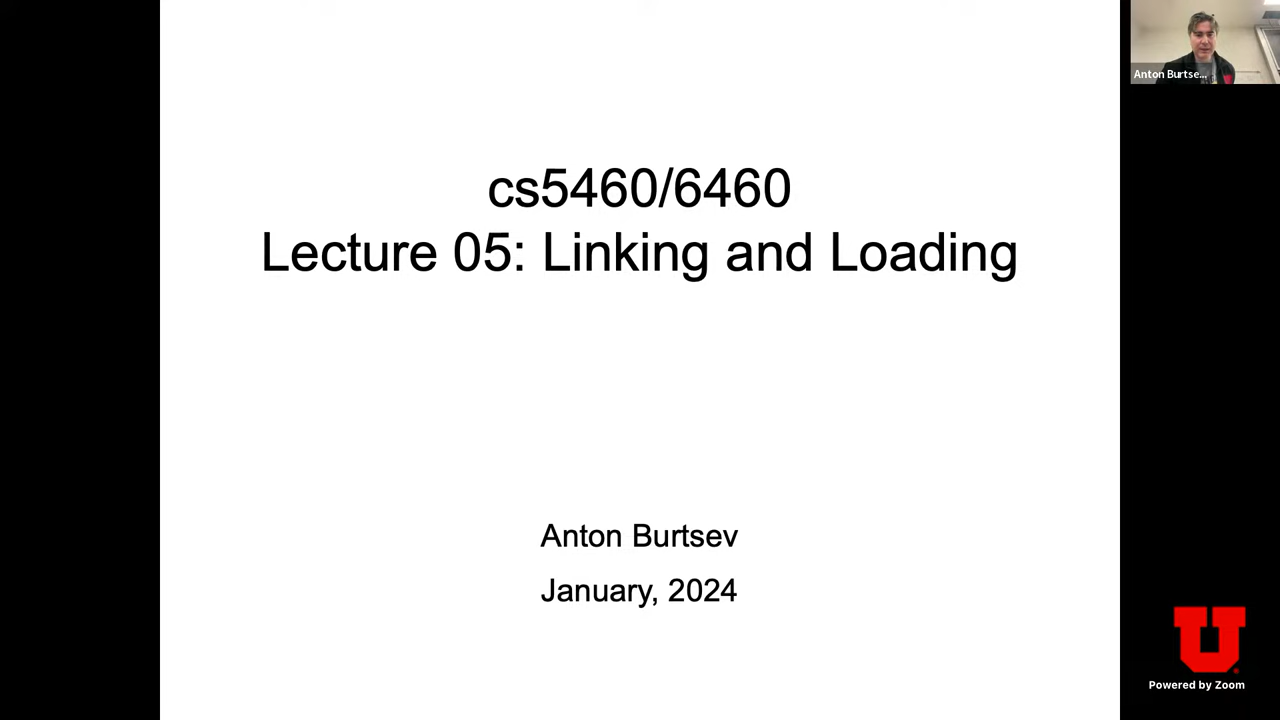 cs5460/6460
Lecture 05: Linking and Loading
Anton Burtsev
January, 2024
Anton Burtse...
U
Powered by Zoom